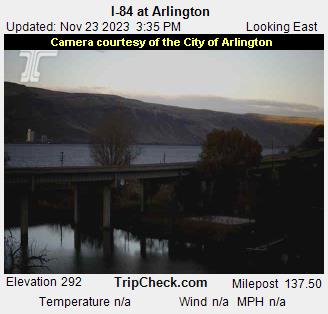 I-84 at Arlington
Updated: Nov 23 2023 3:35 PM Looking East
Camera courtesy of the City of Arlington
Elevation 292 TripCheck.com Milepost 137.50
Temperature n/a Wind n/a MPH n/a